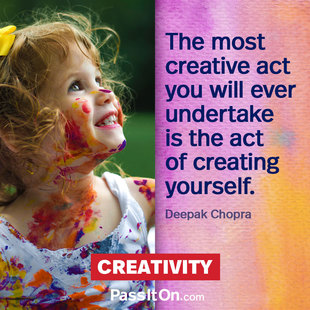 The most
creative act
you will ever
undertake
is the act
of creating
yourself.
Deepak Chopra
CREATIVITY
PassItOn.com